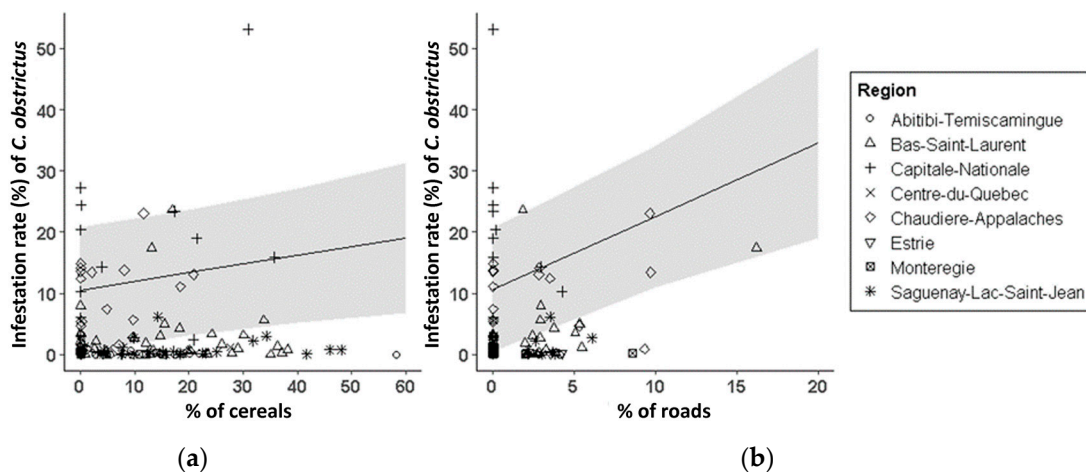 Infestation rate (%) of C. obstrictus
50
40
30
20
10
0
0 10 20 30 40 50 60
% of cereals
(a)
Infestation rate (%) of C. obstrictus
50
40
30
20
10
0
0 5 10 15 20
% of roads
(b)
Region
Abitibi-Temiscamingue
Bas-Saint-Laurent
Capitale-Nationale
Centre-du-Quebec
Chaudiere-Appalaches
Estrie
Monteregie
Saguenay-Lac-Saint-Jean